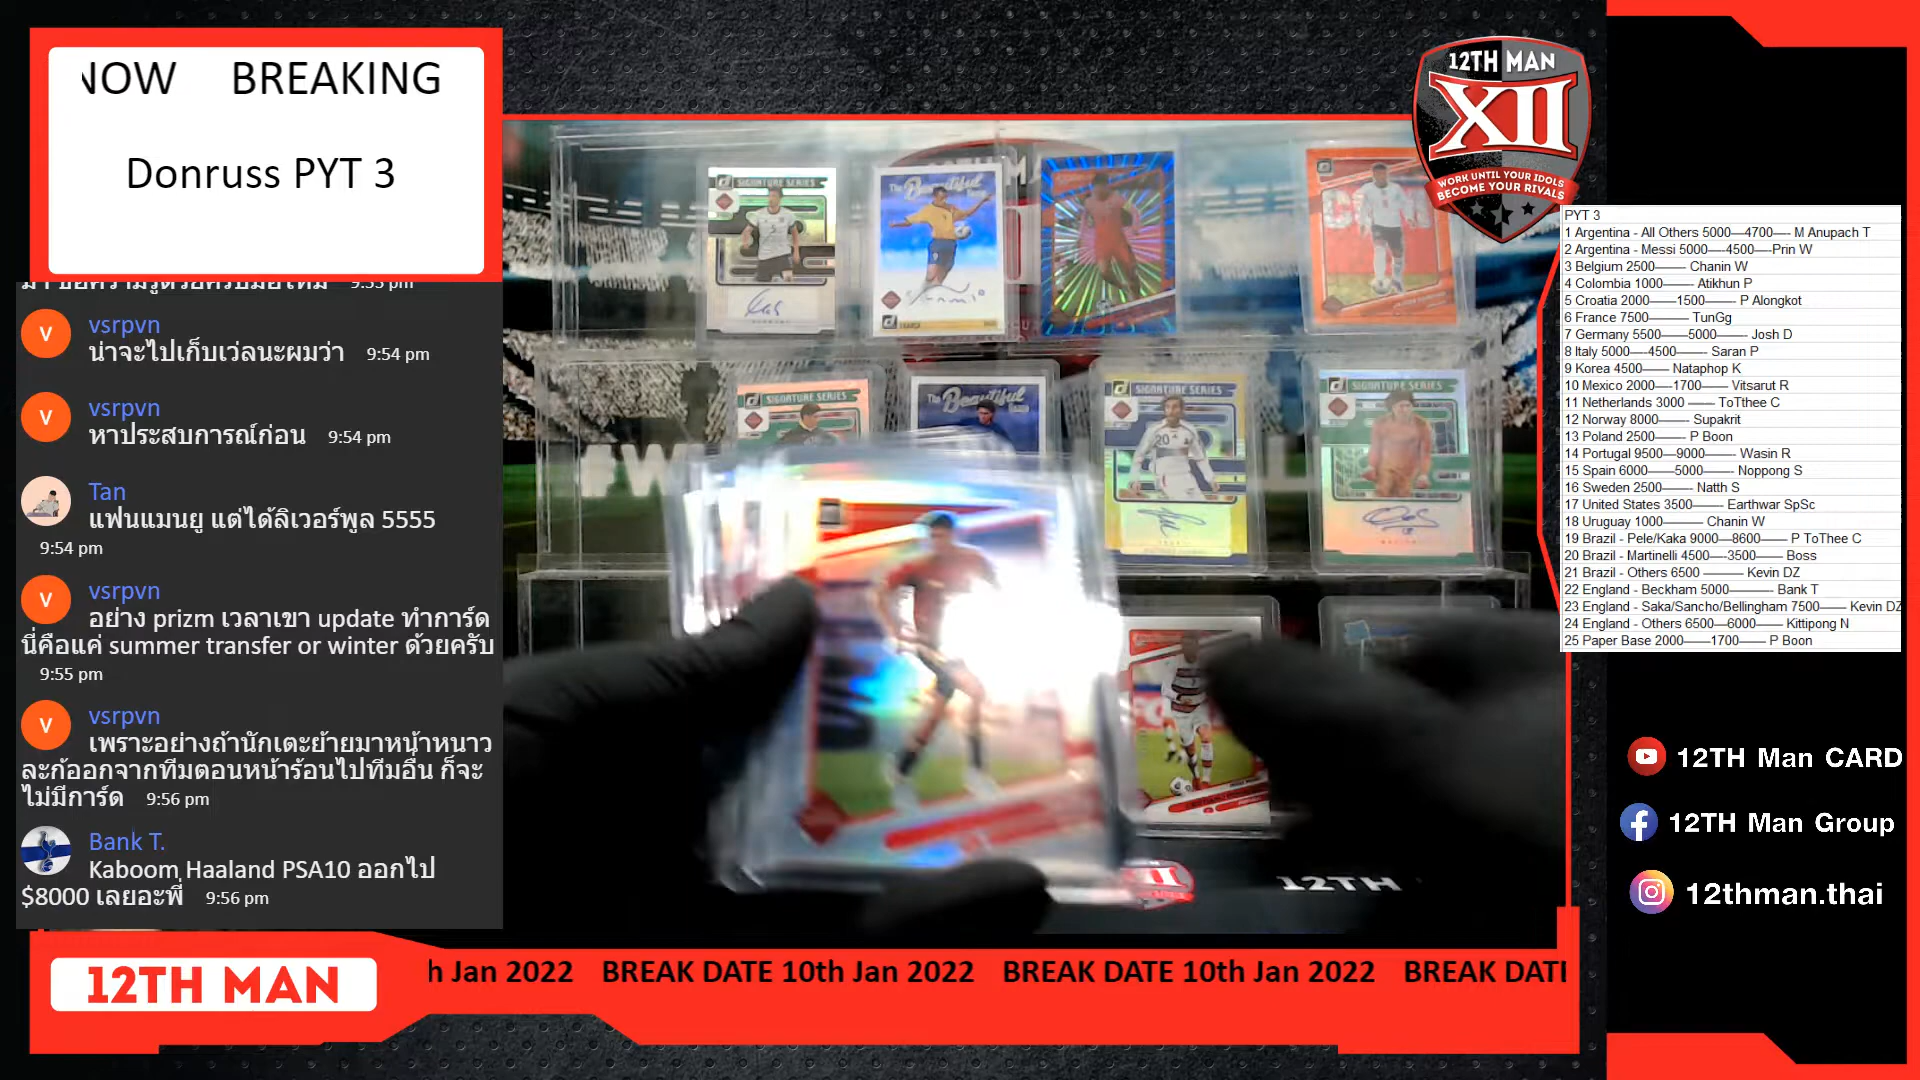 NOW BREAKING
Donruss PYT 3
9:53 pm
vsrpvn
น่าจะไปเก็บเว่ลนะผมว่า 9:54 pm
vsrpvn
หาประสบการณ์ก่อน 9:54 pm
Tan
แฟนแมนยู แต่ได้ลิเวอร์พูล 5555
9:54 pm
vsrpvn
อย่าง prizm เวลาเขา update ทำการ์ด
นี่คือแค่ summer transfer or winter ด้วยครับ
9:55 pm
vsrpvn
เพราะอย่างถ้านักเตะย้ายมาหน้าหนาว
ละก้ออกจากทีมตอนหน้าร้อนไปทีมอื่น ก็จะ
ไม่มีการ์ด 9:56 pm
Bank T.
Kaboom Haaland PSA10 ออกไป
$8000 เลยอะพี่ 9:56 pm
12TH MAN
h Jan 2022 BREAK DATE 10th Jan 2022 BREAK DATE 10th Jan 2022 BREAK DATE
SIGNATURE SERIES
The Beautiful
SIGNATURE SERIES
The Beautiful
SIGNATURE SERIES
SIGNATURE SERIES
20
XII
12TH
12TH MAN
XII
WORK UNTIL YOUR IDOLS
BECOME YOUR RIVALS
PYT 3
1 Argentina - All Others 5000—4700— M Anupach T
2 Argentina - Messi 5000—4500—Prin W
3 Belgium 2500—— Chanin W
4 Colombia 1000—— Atikhun P
5 Croatia 2000——1500—— P Alongkot
6 France 7500——— TunGg
7 Germany 5500——5000—— Josh D
8 Italy 5000—-4500—— Saran P
9 Korea 4500—— Nataphop K
10 Mexico 2000—-1700—— Vitsarut R
11 Netherlands 3000 —— ToTthee C
12 Norway 8000—— Supakrit
13 Poland 2500—— P Boon
14 Portugal 9500—9000—— Wasin R
15 Spain 6000——5000—— Noppong S
16 Sweden 2500—— Natth S
17 United States 3500—— Earthwar SpSc
18 Uruguay 1000——— Chanin W
19 Brazil - Pele/Kaka 9000—8600—— P ToThee C
20 Brazil - Martinelli 4500—-3500—— Boss
21 Brazil - Others 6500 ——— Kevin DZ
22 England - Beckham 5000———- Bank T
23 England - Saka/Sancho/Bellingham 7500—— Kevin DZ
24 England - Others 6500—6000—— Kittipong N
25 Paper Base 2000——1700—— P Boon
12TH Man CARD
12TH Man Group
12thman.thai